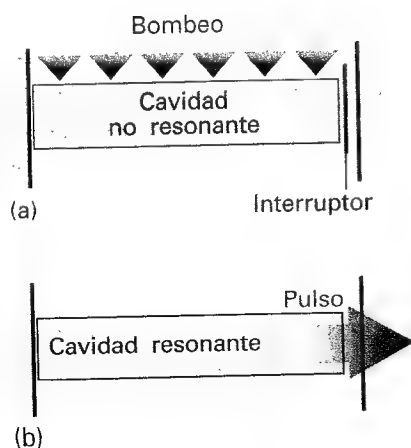 Bombeo
Cavidad
no resonante
(a)
Interruptor
Pulso
Cavidad resonante
(b)